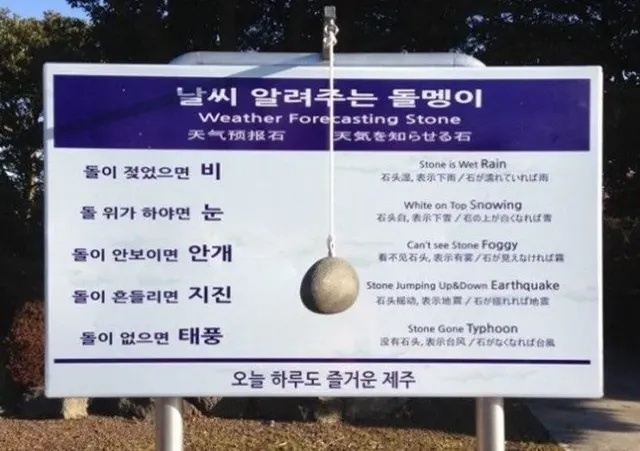 날씨 알려주는 돌멩이
Weather Forecasting Stone
天气预报石 天気を知らせる石
돌이 젖었으면 비
Stone is Wet Rain
石头湿, 表示下雨 / 石が濡れていれば雨
돌 위가 하야면 눈
White on Top Snowing
石头白, 表示下雪 / 石の上が白くなれば雪
돌이 안보이면 안개
Can't see Stone Foggy
看不见石头, 表示有雾 / 石が見えなければ霧
돌이 흔들리면 지진
Stone Jumping Up&Down Earthquake
石头摇动, 表示地震 / 石が揺れれば地震
돌이 없으면 태풍
Stone Gone Typhoon
没有石头, 表示台风 / 石がなくなれば台風
오늘 하루도 즐거운 제주